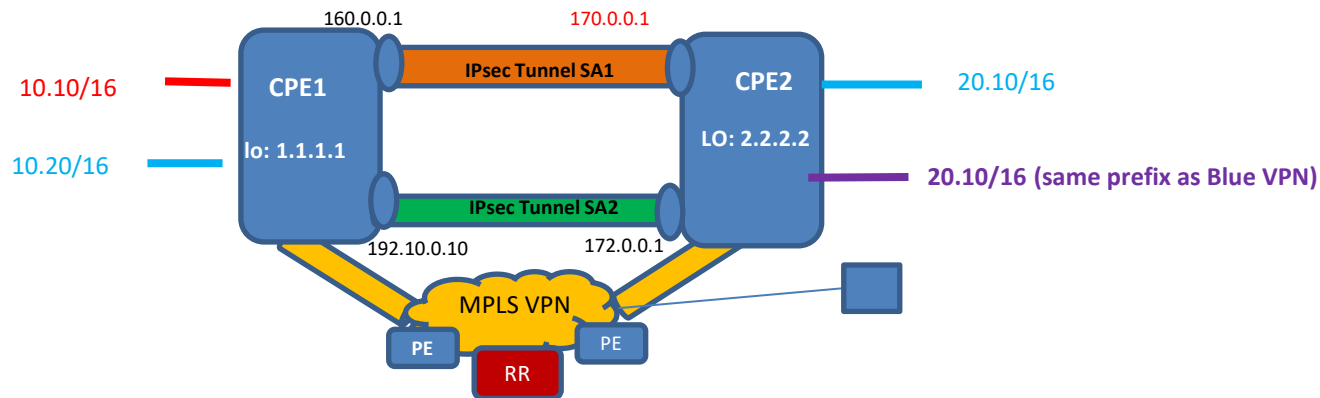 160.0.0.1
170.0.0.1
IPsec Tunnel SA1
CPE1
CPE2
10.10/16
20.10/16
lo: 1.1.1.1
LO: 2.2.2.2
10.20/16
20.10/16 (same prefix as Blue VPN)
IPsec Tunnel SA2
192.10.0.10
172.0.0.1
MPLS VPN
PE
PE
RR